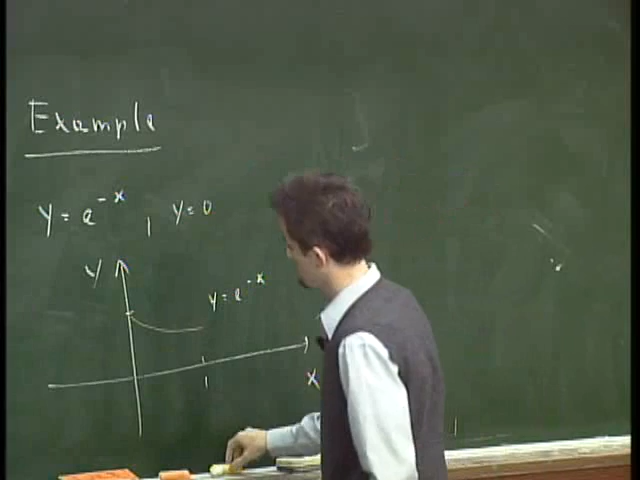 Example
y = e^{-x} , y = 0
y
y = e^{-x}
1
x